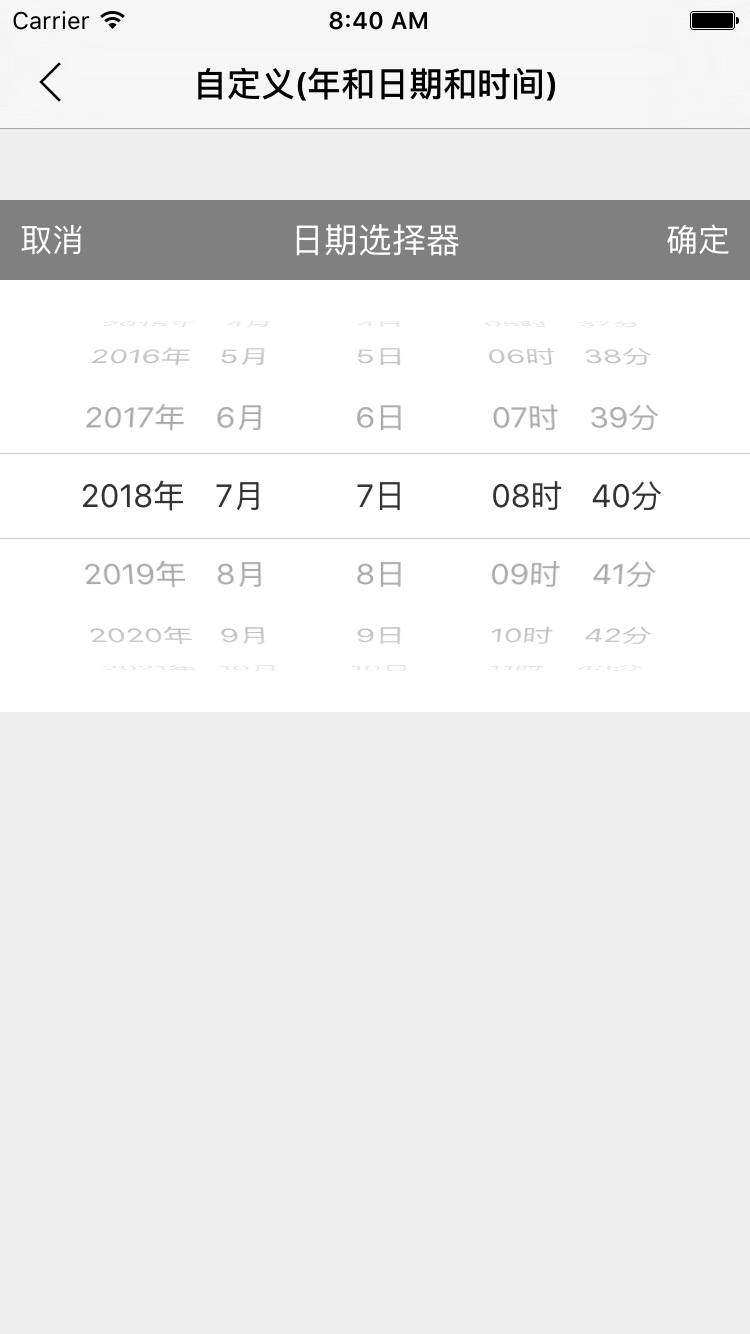 Carrier 8:40 AM
自定义(年和日期和时间)
取消 日期选择器 确定
2016年 5月 5日 06时 38分
2017年 6月 6日 07时 39分
2018年 7月 7日 08时 40分
2019年 8月 8日 09时 41分
2020年 9月 9日 10时 42分